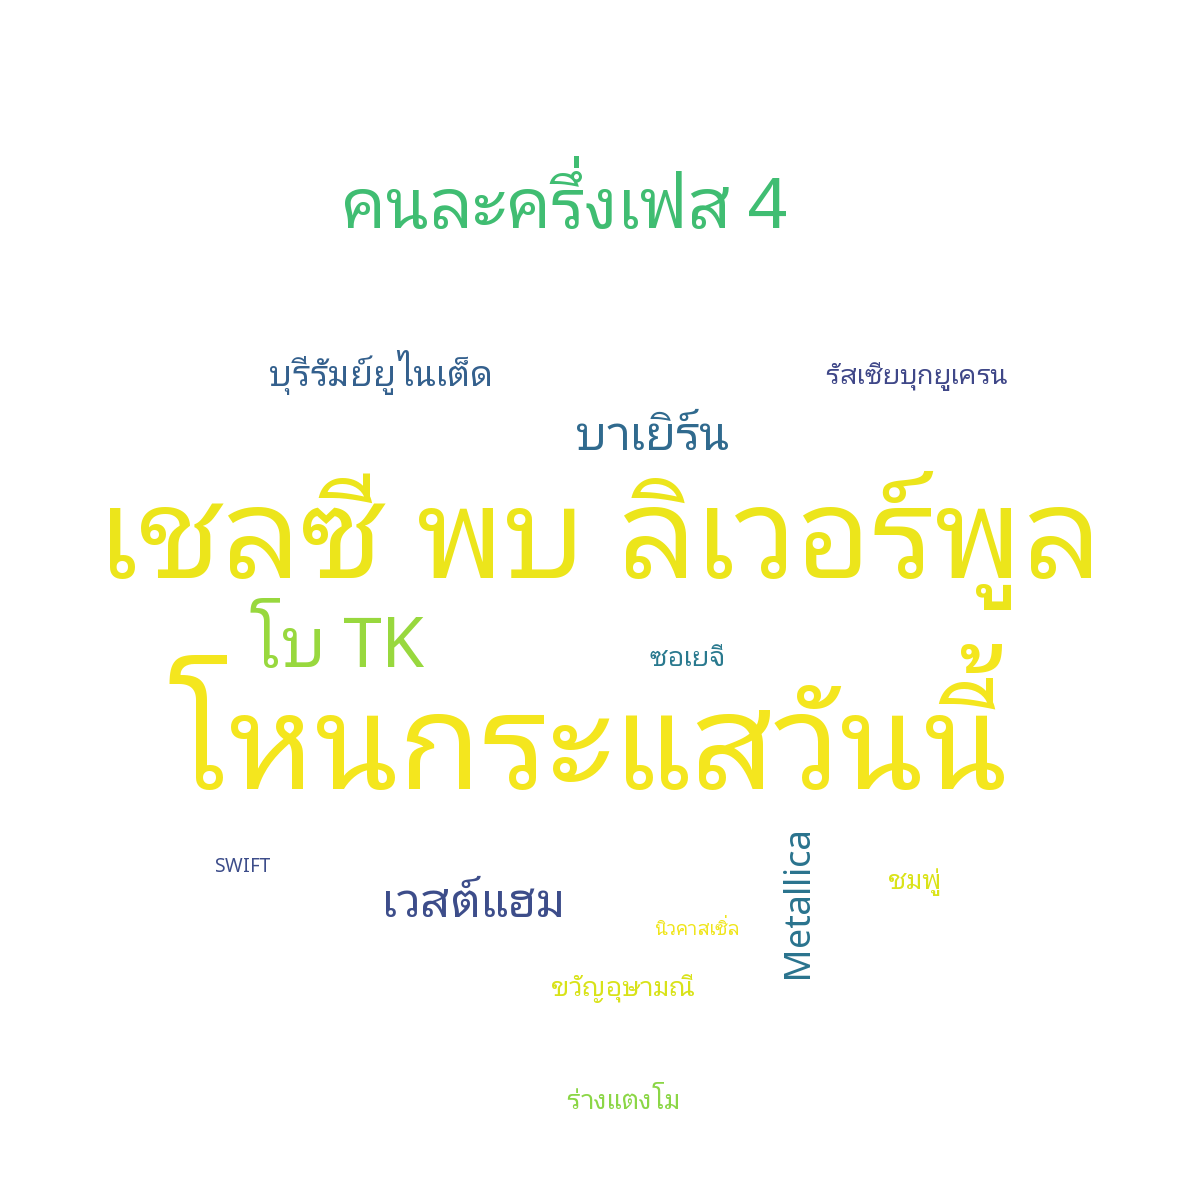 คนละครึ่งเฟส 4
บุรีรัมย์ยูไนเต็ด
รัสเซียบุกยูเครน
บาเยิร์น
เชลซี พบ ลิเวอร์พูล
โบ TK
ซอเยจี
โหนกระแสวันนี้
SWIFT
เวสต์แฮม
Metallica
ชมพู่
นิวคาสเซิ่ล
ขวัญอุษามณี
ร่างแตงโม